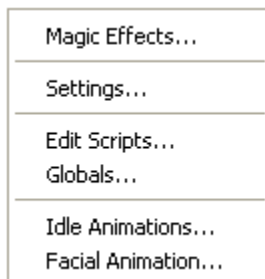 Magic Effects...
Settings...
Edit Scripts...
Globals...
Idle Animations...
Facial Animation...